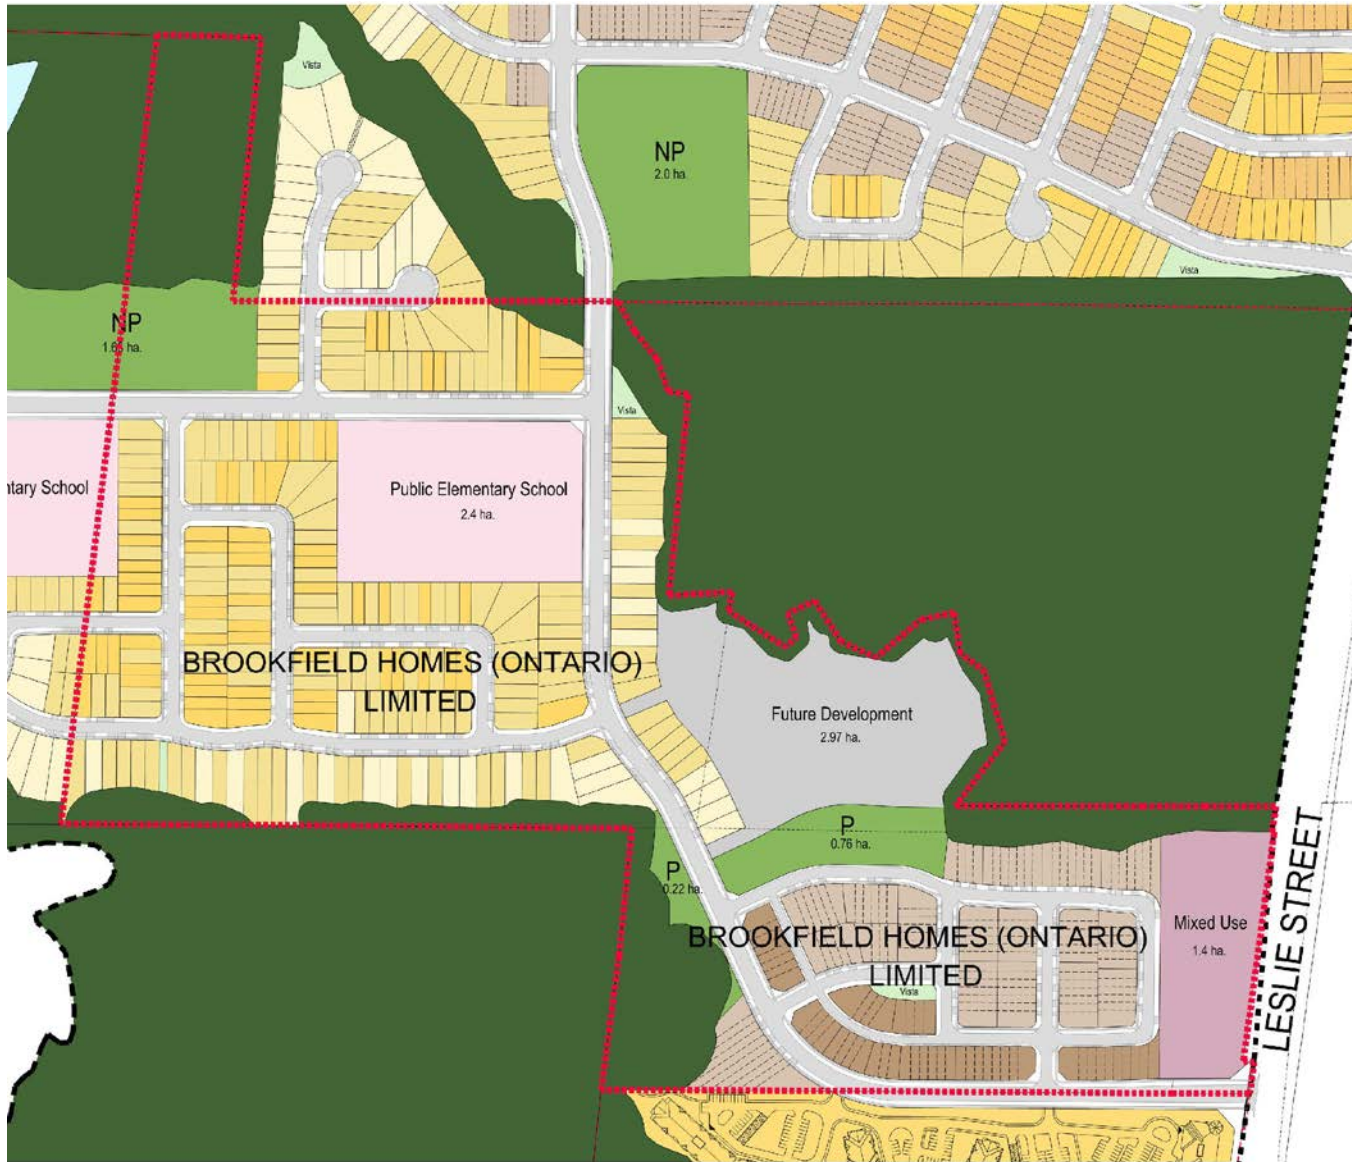 Vista
NP
2.0 ha.
Vista
NP
ha.
Vista
ntary School
Public Elementary School
2.4 ha.
BROOKFIELD HOMES (ONTARIO)
LIMITED
Future Development
2.97 ha.
P
0.76 ha.
P
0.22 ha.
BROOKFIELD HOMES (ONTARIO)
LIMITED
Vista
Mixed Use
1.4 ha.
LESLIE STREET